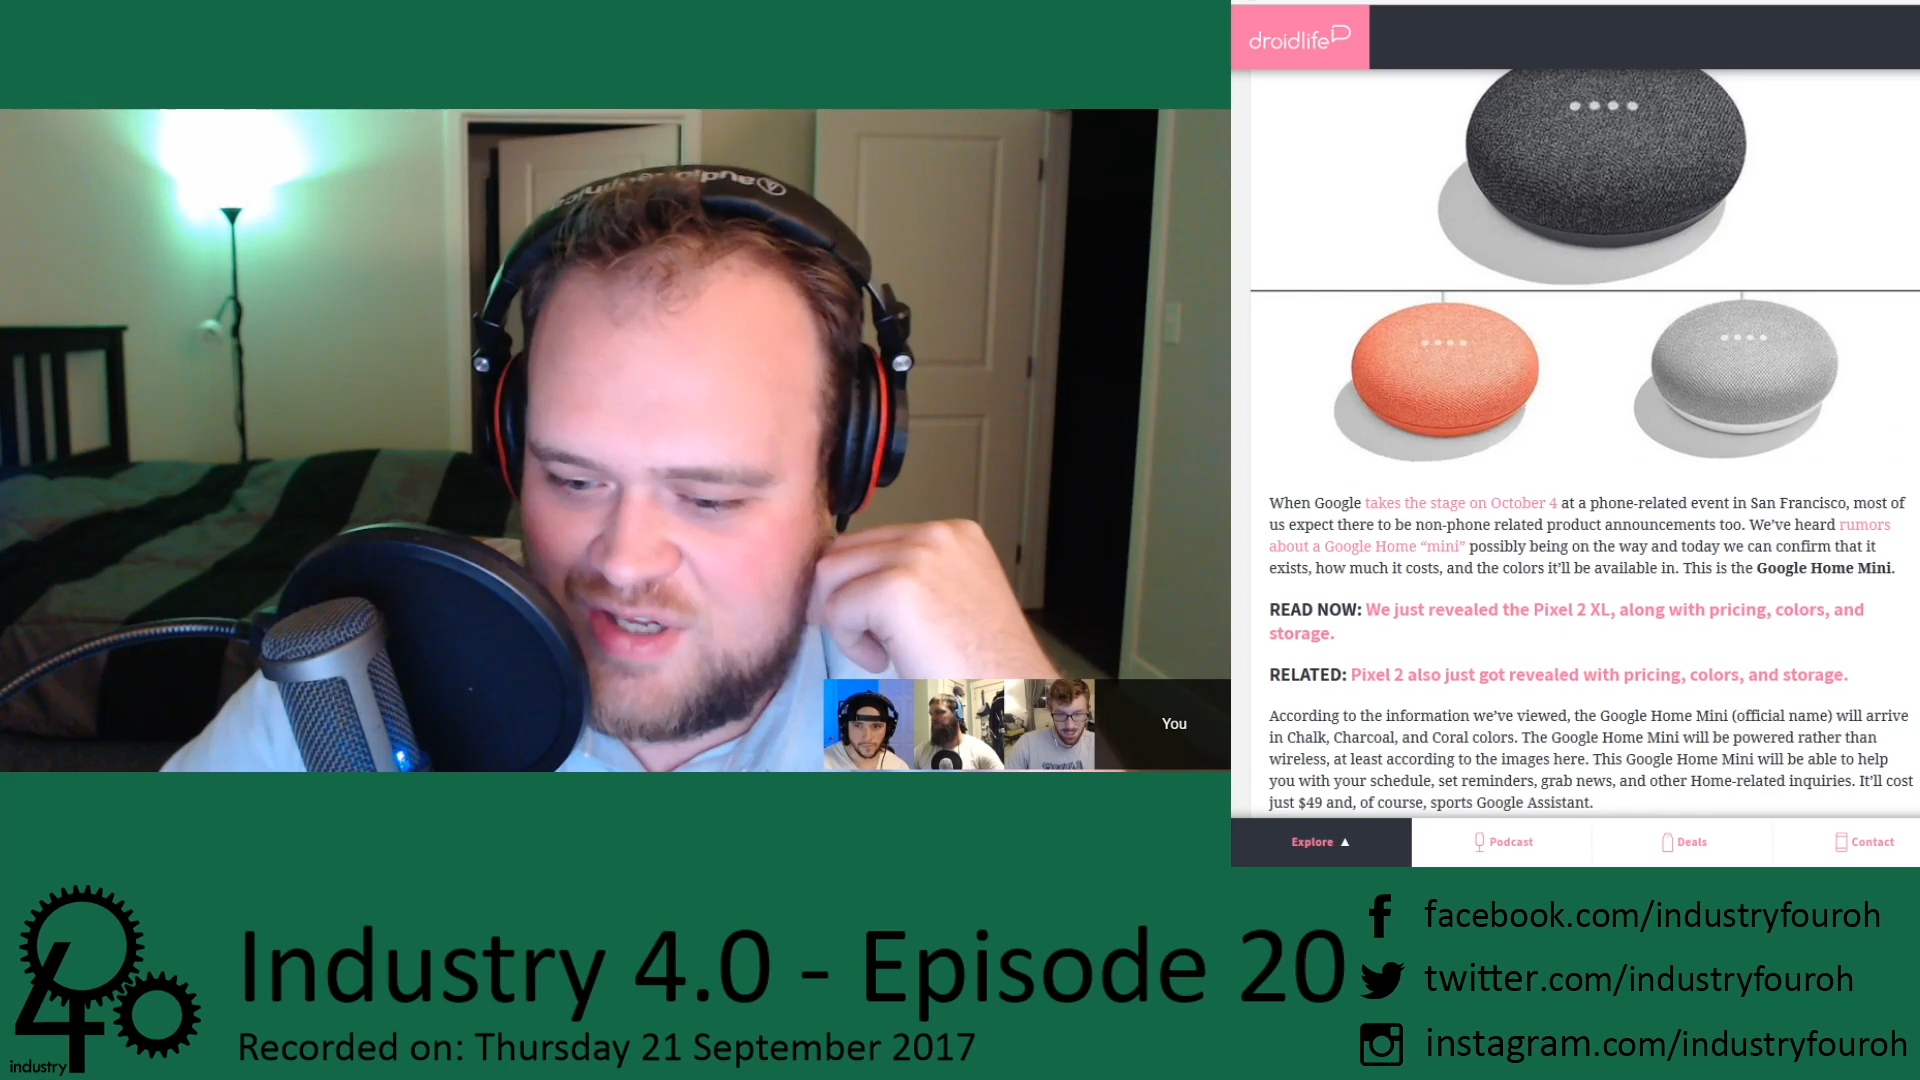 droidlife
audio-technica
When Google takes the stage on October 4 at a phone-related event in San Francisco, most of
us expect there to be non-phone related product announcements too. We’ve heard rumors
about a Google Home “mini” possibly being on the way and today we can confirm that it
exists, how much it costs, and the colors it’ll be available in. This is the Google Home Mini.
READ NOW: We just revealed the Pixel 2 XL, along with pricing, colors, and
storage.
RELATED: Pixel 2 also just got revealed with pricing, colors, and storage.
According to the information we’ve viewed, the Google Home Mini (official name) will arrive
in Chalk, Charcoal, and Coral colors. The Google Home Mini will be powered rather than
wireless, at least according to the images here. This Google Home Mini will be able to help
you with your schedule, set reminders, grab news, and other Home-related inquiries. It’ll cost
just $49 and, of course, sports Google Assistant.
You
Explore ▲
Podcast
Deals
Contact
40
industry
Industry 4.0 - Episode 20
Recorded on: Thursday 21 September 2017
facebook.com/industryfouroh
twitter.com/industryfouroh
instagram.com/industryfouroh